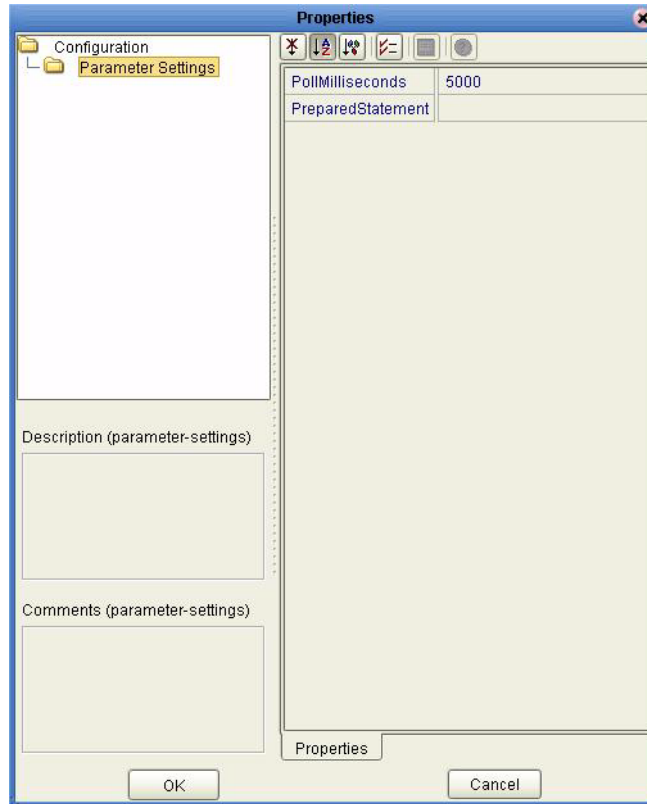 Properties
Configuration
Parameter Settings
PollMilliseconds 5000
PreparedStatement
Description (parameter-settings)
Comments (parameter-settings)
Properties
OK Cancel